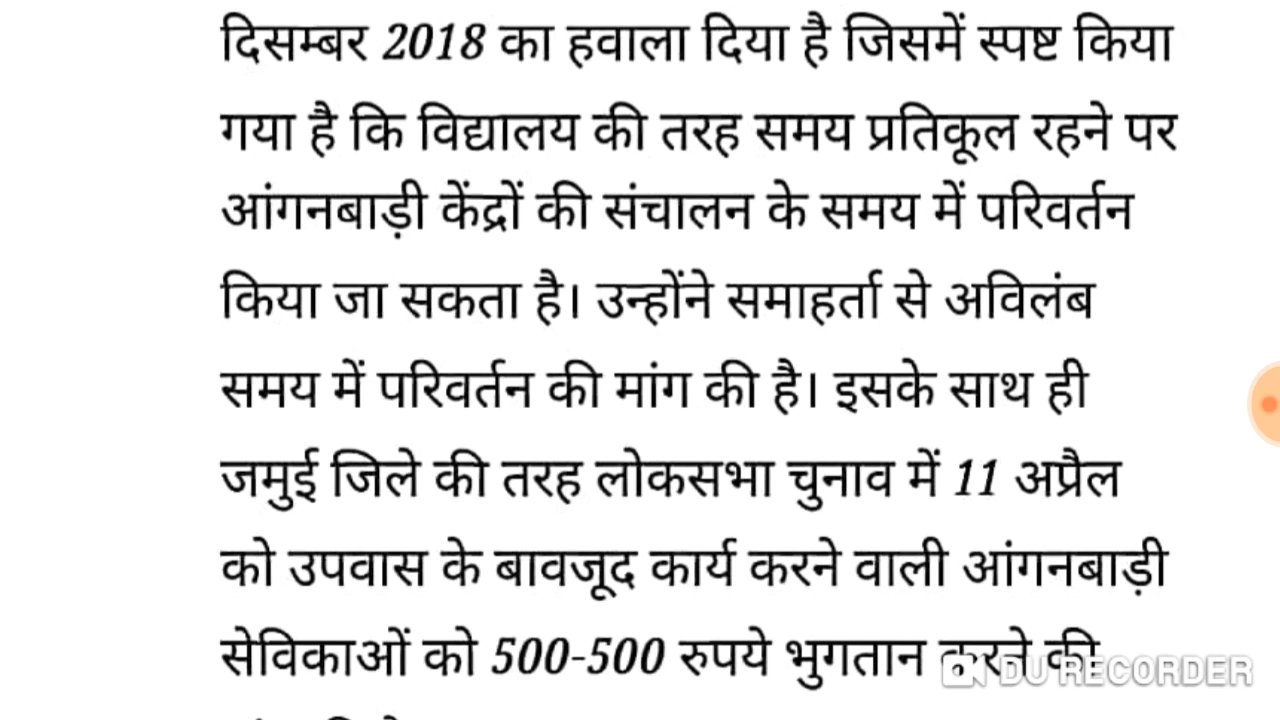 दिसम्बर 2018 का हवाला दिया है जिसमें स्पष्ट किया
गया है कि विद्यालय की तरह समय प्रतिकूल रहने पर
आंगनबाड़ी केंद्रों की संचालन के समय में परिवर्तन
किया जा सकता है। उन्होंने समाहर्ता से अविलंब
समय में परिवर्तन की मांग की है। इसके साथ ही
जमुई जिले की तरह लोकसभा चुनाव में 11 अप्रैल
को उपवास के बावजूद कार्य करने वाली आंगनबाड़ी
सेविकाओं को 500-500 रुपये भुगतान करने की
DU RECORDER